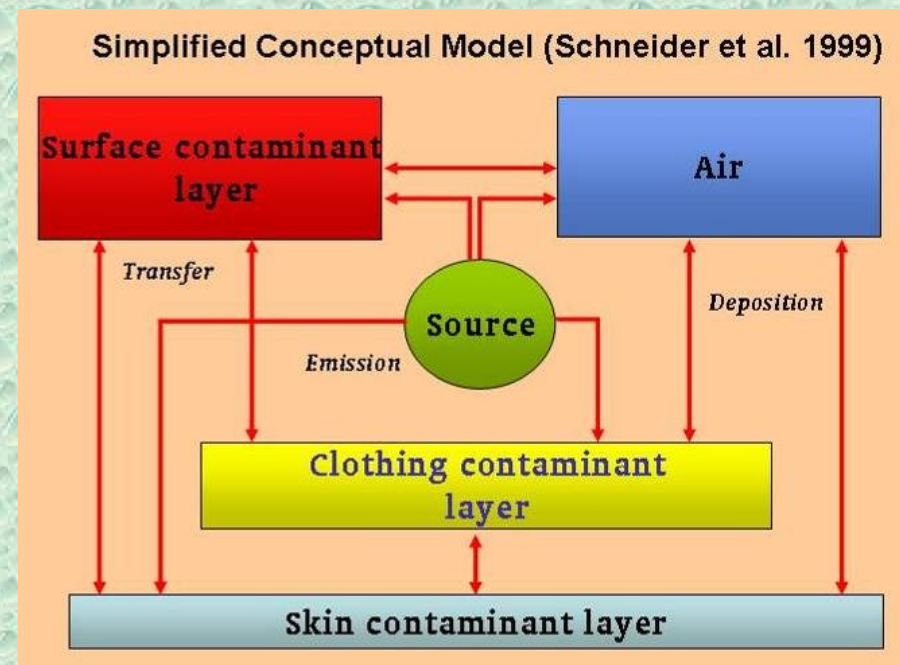 Simplified Conceptual Model (Schneider et al. 1999)
Surface contaminant
layer
Air
Transfer
Deposition
Source
Emission
Clothing contaminant
layer
Skin contaminant layer